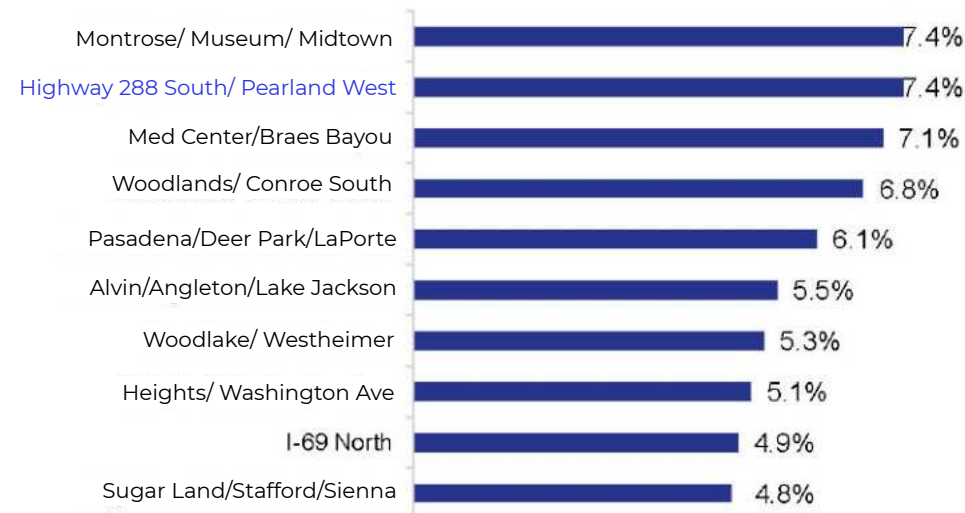 Montrose/ Museum/ Midtown 7.4%
Highway 288 South/ Pearland West 7.4%
Med Center/Braes Bayou 7.1%
Woodlands/ Conroe South 6.8%
Pasadena/Deer Park/LaPorte 6.1%
Alvin/Angleton/Lake Jackson 5.5%
Woodlake/ Westheimer 5.3%
Heights/ Washington Ave 5.1%
I-69 North 4.9%
Sugar Land/Stafford/Sienna 4.8%